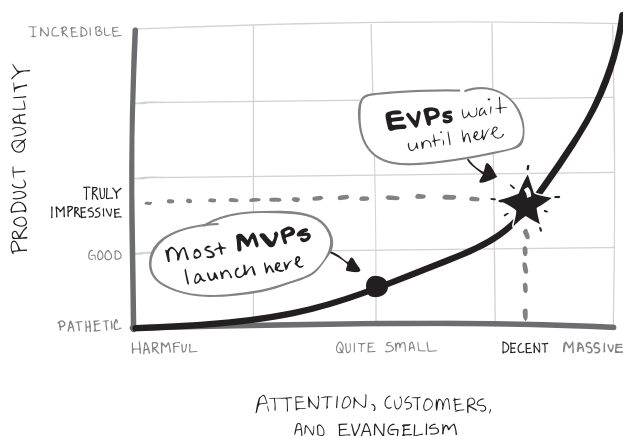 INCREDIBLE
PRODUCT QUALITY
EVPs wait
until here
TRULY
IMPRESSIVE
Most MVPs
launch here
GOOD
PATHETIC
HARMFUL
QUITE SMALL
DECENT
MASSIVE
ATTENTION, CUSTOMERS,
AND EVANGELISM